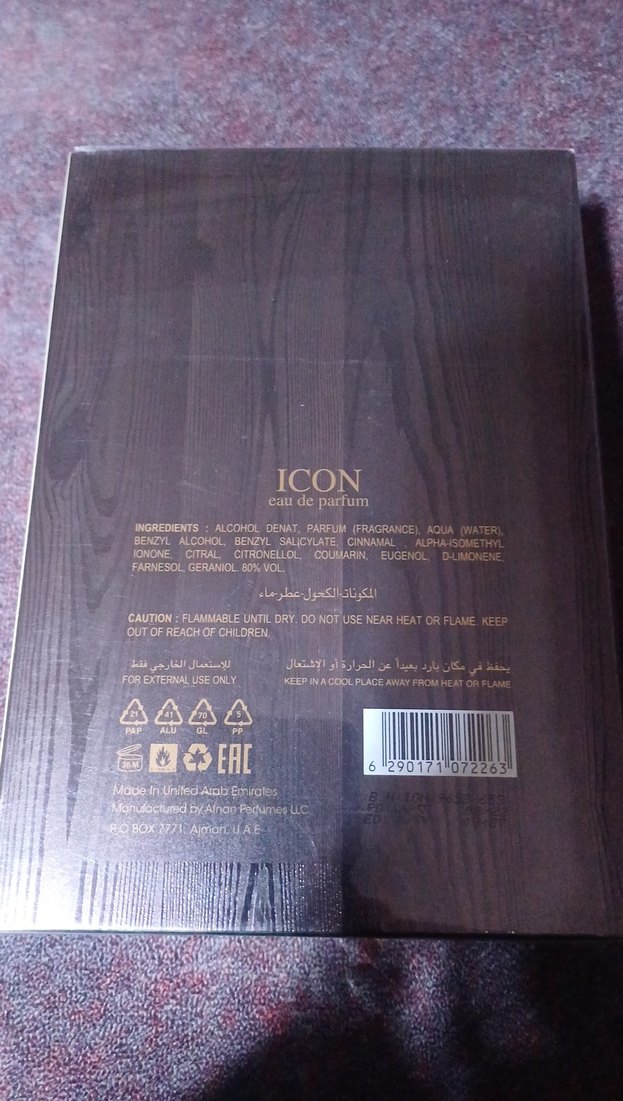 ICON
eau de parfum
INGREDIENTS : ALCOHOL DENAT, PARFUM (FRAGRANCE), AQUA (WATER),
BENZYL ALCOHOL, BENZYL SALICYLATE, CINNAMAL , ALPHA-ISOMETHYL
IONONE, CITRAL, CITRONELLOL, COUMARIN, EUGENOL, D-LIMONENE,
FARNESOL, GERANIOL. 80% VOL.
المكونات-الكحول-عطر-ماء
CAUTION : FLAMMABLE UNTIL DRY. DO NOT USE NEAR HEAT OR FLAME. KEEP
OUT OF REACH OF CHILDREN.
للإستعمال الخارجي فقط
FOR EXTERNAL USE ONLY
يحفظ في مكان بارد بعيداً عن الحرارة أو الإشتعال
KEEP IN A COOL PLACE AWAY FROM HEAT OR FLAME
21 41 70 5
PAP ALU GL PP
36 M EAC
6 290171 072263
Made In United Arab Emirates
Manufactured by Afnan Perfumes LLC
P.O BOX 7771, Ajman, U.A.E